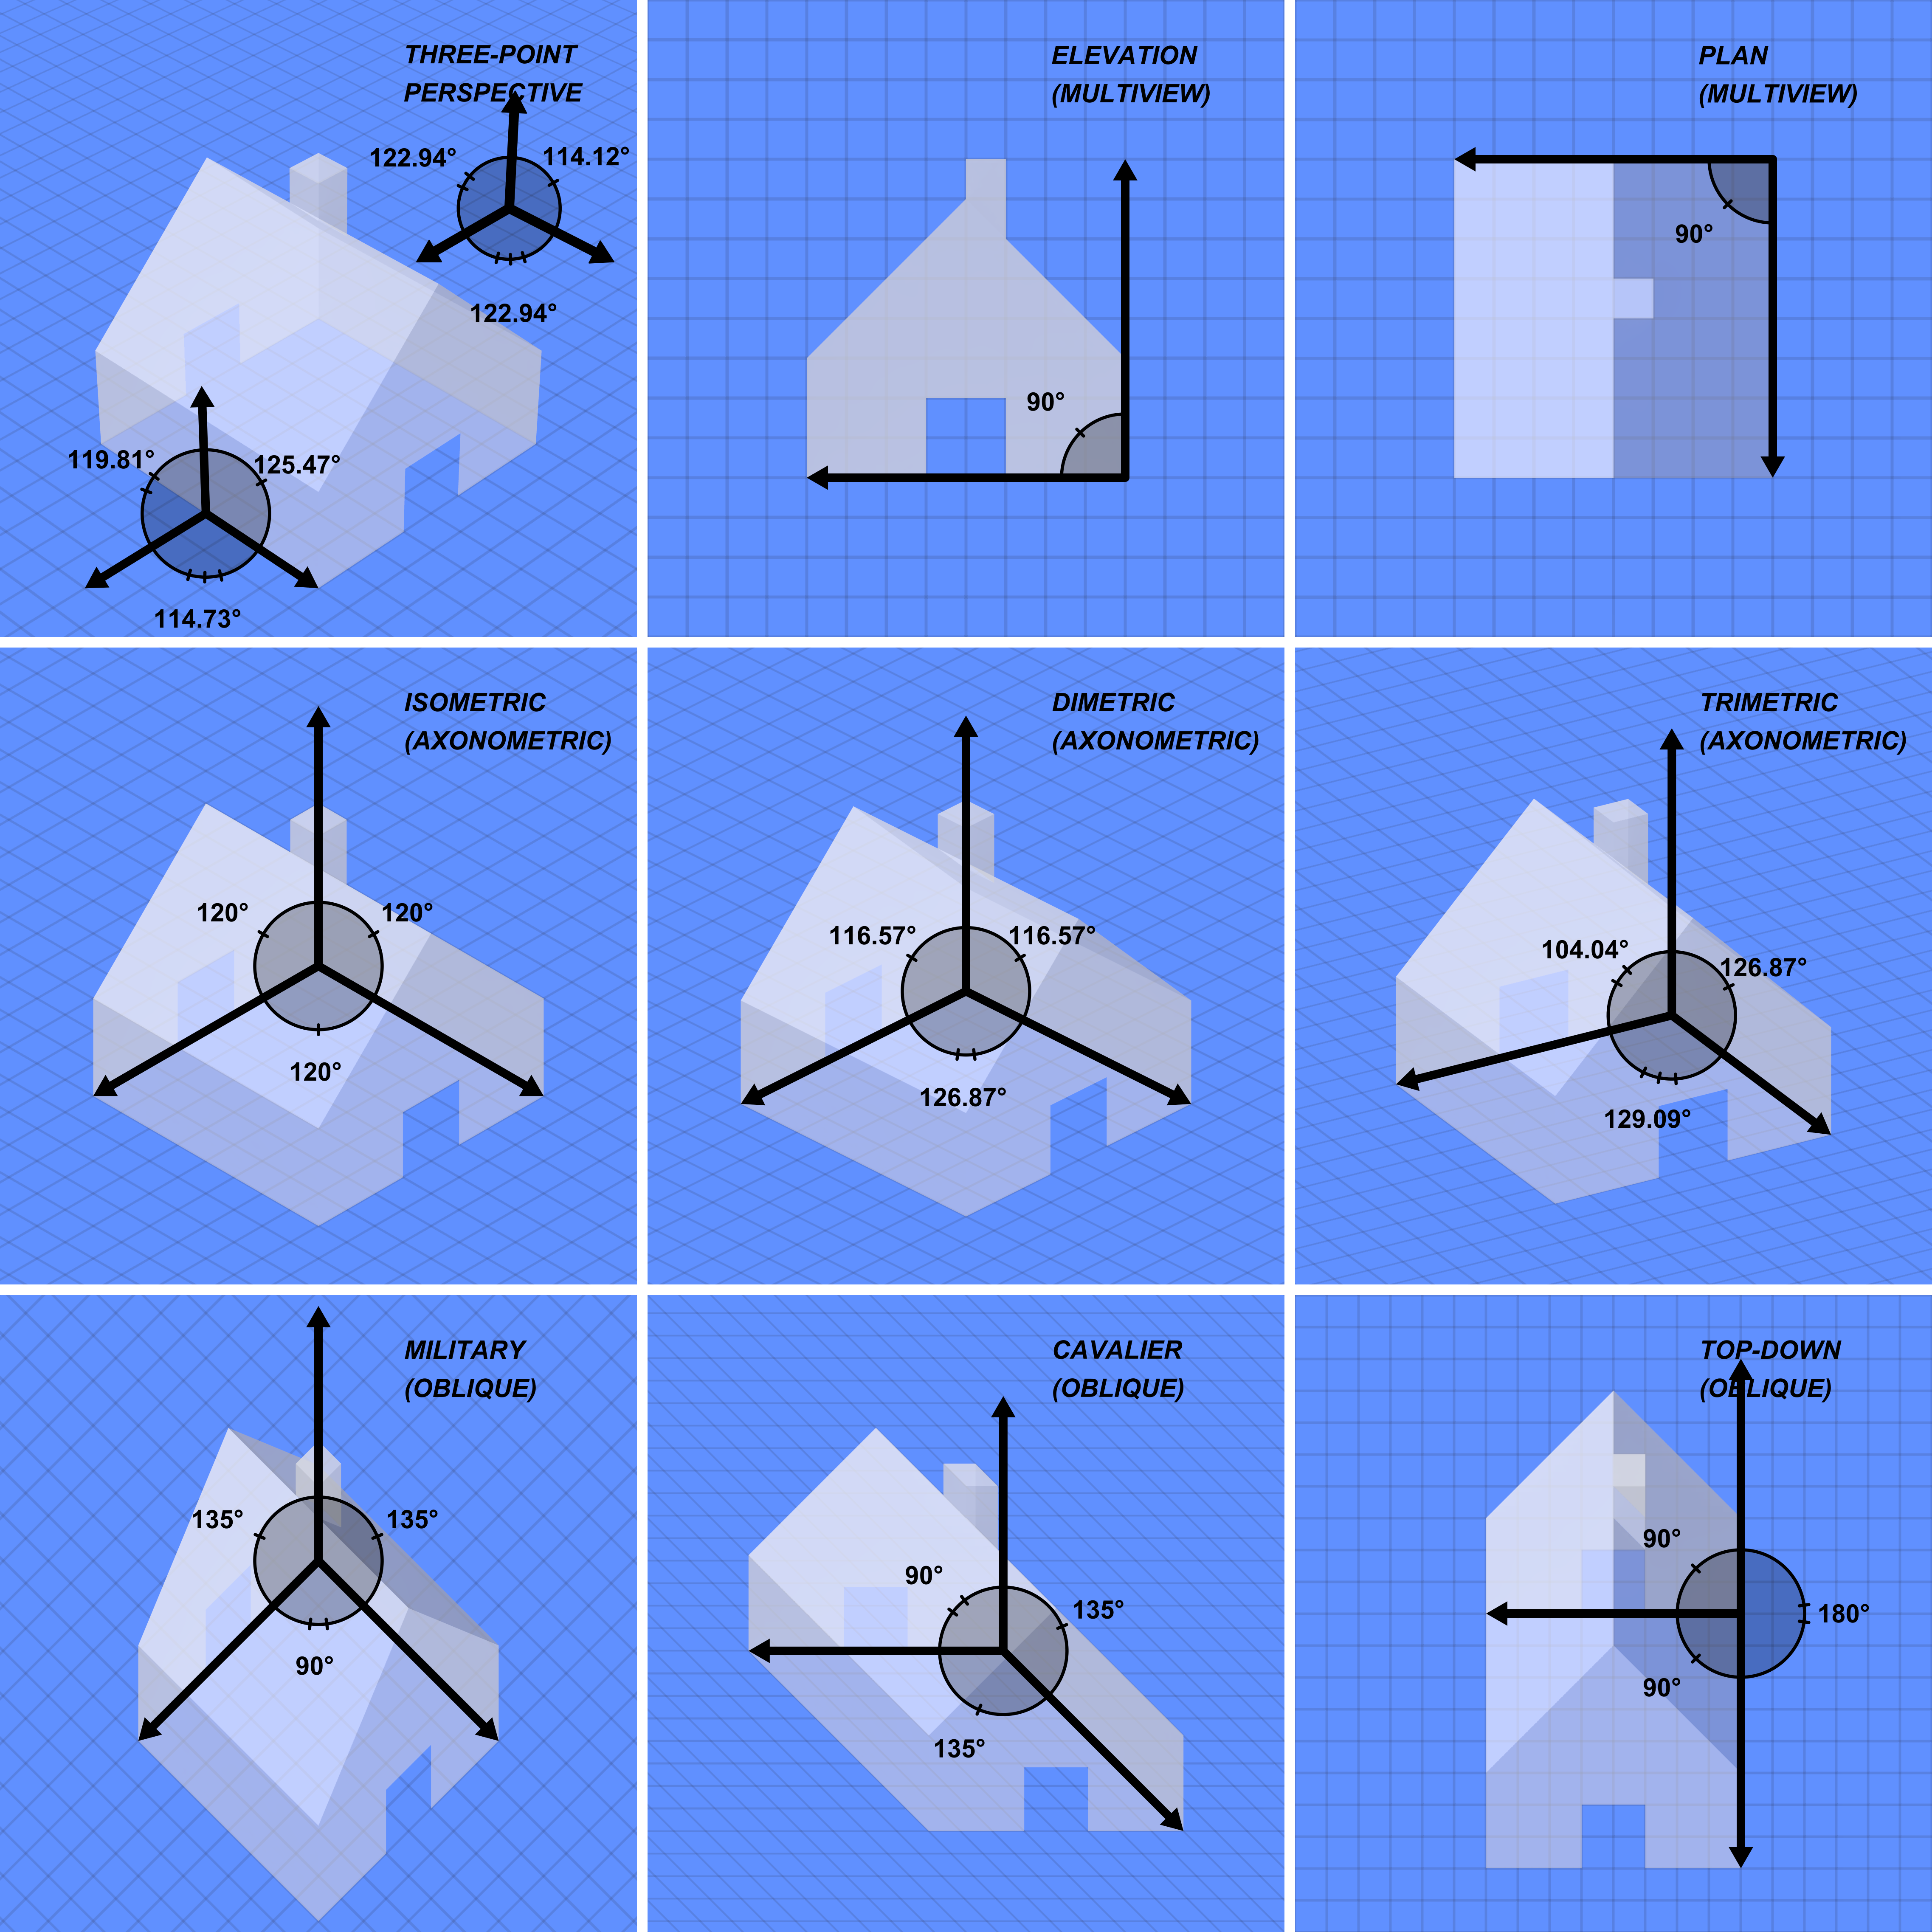 THREE-POINT
PERSPECTIVE
122.94°
114.12°
122.94°
119.81°
125.47°
114.73°
ELEVATION
(MULTIVIEW)
90°
PLAN
(MULTIVIEW)
90°
ISOMETRIC
(AXONOMETRIC)
120°
120°
120°
DIMETRIC
(AXONOMETRIC)
116.57°
116.57°
126.87°
TRIMETRIC
(AXONOMETRIC)
104.04°
126.87°
129.09°
MILITARY
(OBLIQUE)
135°
135°
90°
CAVALIER
(OBLIQUE)
90°
135°
135°
TOP-DOWN
(OBLIQUE)
90°
180°
90°